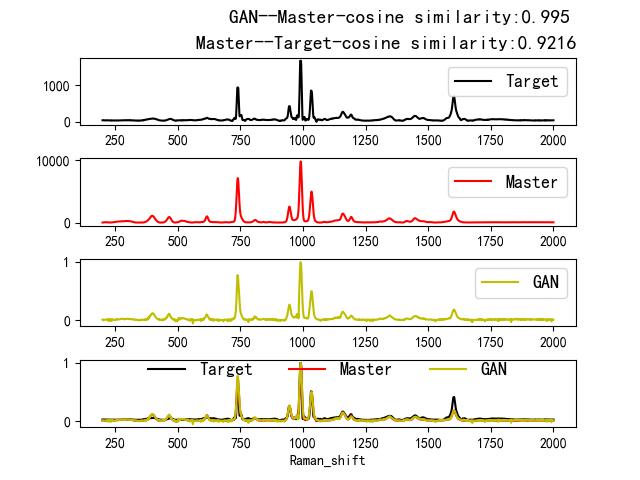 GAN--Master-cosine similarity:0.995
Master--Target-cosine similarity:0.9216
1000
0
Target
250 500 750 1000 1250 1500 1750 2000
10000
0
Master
250 500 750 1000 1250 1500 1750 2000
1
0
GAN
250 500 750 1000 1250 1500 1750 2000
1
0
Target Master GAN
250 500 750 1000 1250 1500 1750 2000
Raman_shift